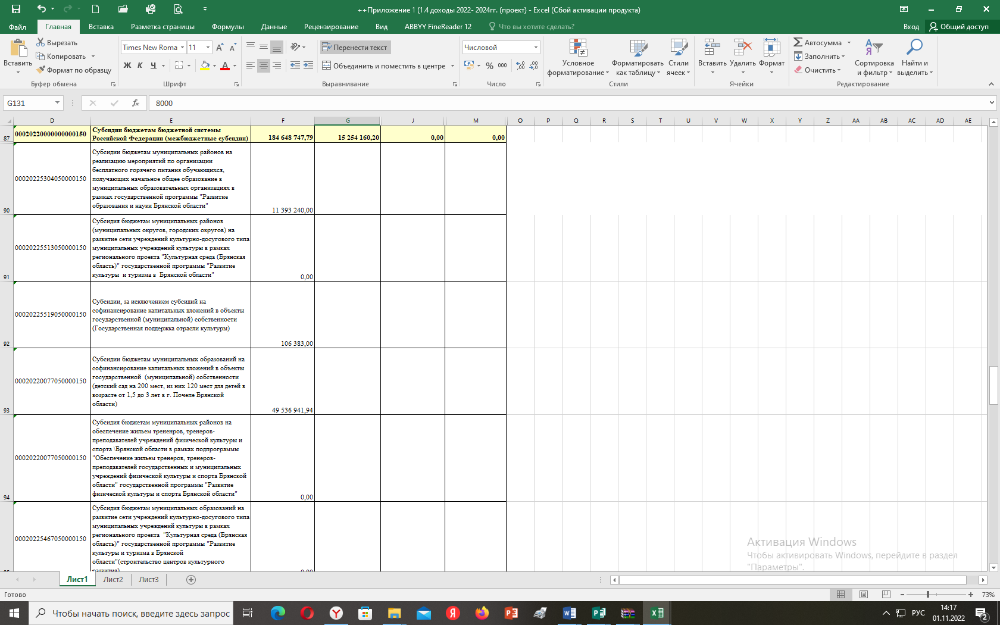 ++Приложение 1 (1.4 доходы 2022- 2024гг. (проект) - Excel (Сбой активации продукта)
Файл Главная Вставка Разметка страницы Формулы Данные Рецензирование Вид ABBYY FineReader 12 Что вы хотите сделать? Вход Общий доступ
Вставить
Вырезать
Копировать
Формат по образцу
Буфер обмена
Times New Roma 11
Ж К Ч
Шрифт
Перенести текст
Объединить и поместить в центре
Выравнивание
Числовой
% 000
Число
Условное форматирование
Форматировать как таблицу
Стили ячеек
Стили
Вставить Удалить Формат
Ячейки
Автосумма
Заполнить
Очистить
Сортировка и фильтр
Найти и выделить
Редактирование
G131 fx 8000
D E F G J M O P Q R S T U V W X Y Z AA AB AC AD AE
87 00020220000000000150 Субсидии бюджетам бюджетной системы
Российской Федерации (межбюджетные субсидии) 184 648 747,79 15 254 160,20 0,00 0,00
Субсидии бюджетам муниципальных районов на
реализацию мероприятий по организации
бесплатного горячего питания обучающихся,
00020225304050000150 получающих начальное общее образование в
муниципальных образовательных организациях в
рамках государственной программы "Развитие
образования и науки Брянской области"
90 11 393 240,00
Субсидия бюджетам муниципальных районов
(муниципальных округов, городских округов) на
развитие сети учреждений культурно-досугового типа
00020225513050000150 муниципальных учреждений культуры в рамках
регионального проекта "Культурная среда (Брянская
область)" государственной программы "Развитие
культуры и туризма в Брянской области"
91 0,00
Субсидии, за исключением субсидий на
софинансирование капитальных вложений в объекты
00020225519050000150 государственной (муниципальной) собственности
(Государственная поддержка отрасли культуры)
92 106 383,00
Субсидии бюджетам муниципальных образований на
софинансирование капитальных вложений в объекты
государственной (муниципальной) собственности
00020220077050000150 (детский сад на 200 мест, из них 120 мест для детей в
возрасте от 1,5 до 3 лет в г. Почепе Брянской
области)
93 49 536 941,94
Субсидия бюджетам муниципальных районов на
обеспечение жильем трененров, тренеров-
преподавателей учреждений физической культуры и
спорта \Брянской области в рамках подпрограммы
00020220077050000150 "Обеспечение жильем тренеров, тренеров-
преподавателей государственных и муниципальных
учреждений физической культуры и спорта Брянской
области" государственной программы "Развитие
физической культуры и спорта Брянской области"
94 0,00
Субсидия бюджетам муниципальных образований на
развитие сети учреждений культурно-досугового типа
муниципальных учреждений культуры в рамках
регионального проекта "Культурная среда (Брянская
00020225467050000150 область)" государственной программы "Развитие
культуры и туризма в Брянской
области"(строительство центров культурного
развития)
Активация Windows
Чтобы активировать Windows, перейдите в раздел
"Параметры".
Лист1 Лист2 Лист3
Готово 73%
Чтобы начать поиск, введите здесь запрос
РУС 14:17
01.11.2022 2